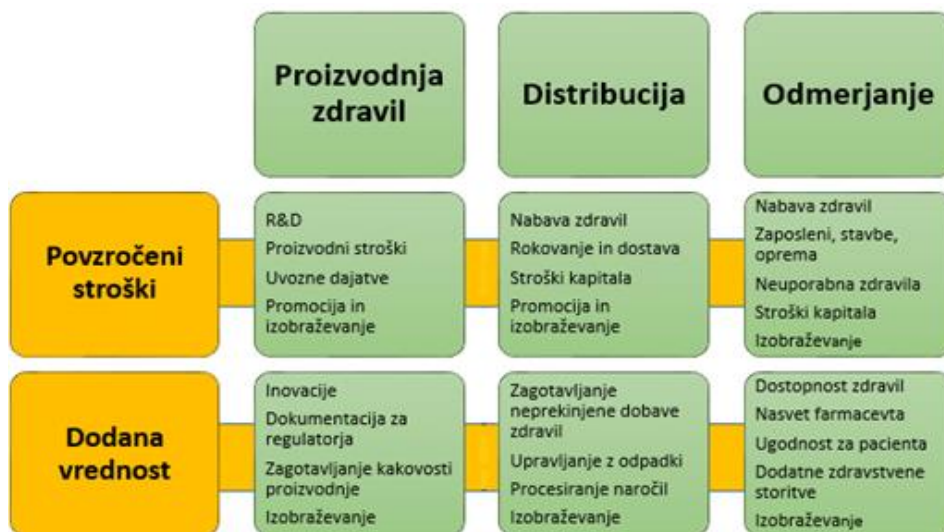 Proizvodnja
zdravil
Distribucija
Odmerjanje
Povzročeni
stroški
R&D
Proizvodni stroški
Uvozne dajatve
Promocija in
izobraževanje
Nabava zdravil
Rokovanje in dostava
Stroški kapitala
Promocija in
izobraževanje
Nabava zdravil
Zaposleni, stavbe,
oprema
Neuporabna zdravila
Stroški kapitala
Izobraževanje
Dodana
vrednost
Inovacije
Dokumentacija za
regulatorja
Zagotavljanje kakovosti
proizvodnje
Izobraževanje
Zagotavljanje
neprekinjene dobave
zdravil
Upravljanje z odpadki
Procesiranje naročil
Izobraževanje
Dostopnost zdravil
Nasvet farmacevta
Ugodnost za pacienta
Dodatne zdravstvene
storitve
Izobraževanje